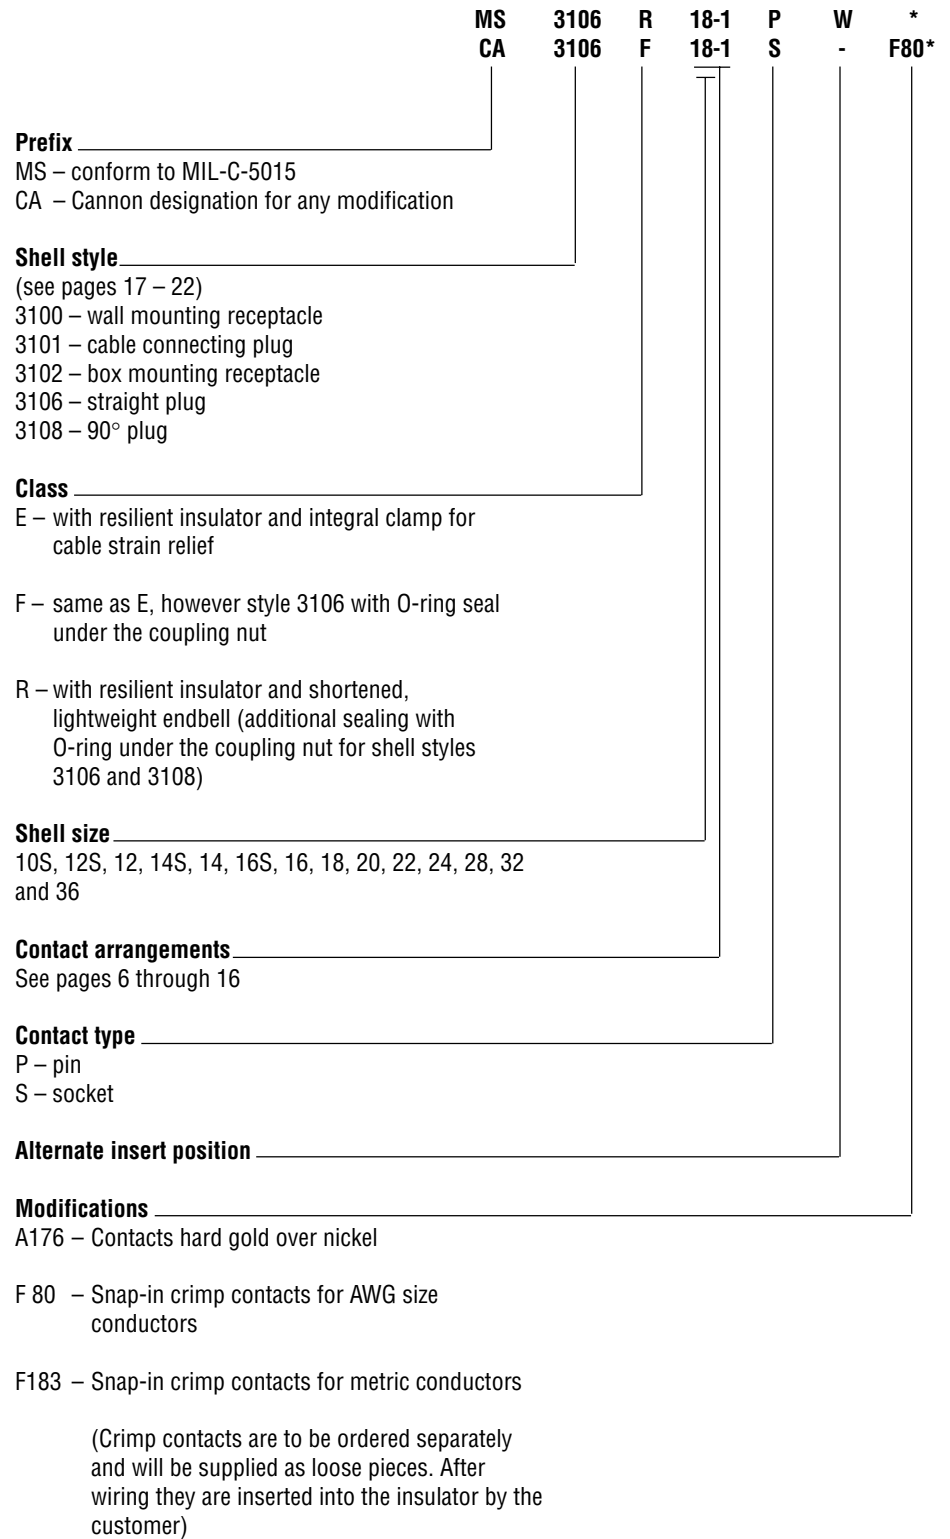 MS 3106 R 18-1 P W *
CA 3106 F 18-1 S - F80*
Prefix
MS – conform to MIL-C-5015
CA – Cannon designation for any modification
Shell style
(see pages 17 – 22)
3100 – wall mounting receptacle
3101 – cable connecting plug
3102 – box mounting receptacle
3106 – straight plug
3108 – 90° plug
Class
E – with resilient insulator and integral clamp for
cable strain relief
F – same as E, however style 3106 with O-ring seal
under the coupling nut
R – with resilient insulator and shortened,
lightweight endbell (additional sealing with
O-ring under the coupling nut for shell styles
3106 and 3108)
Shell size
10S, 12S, 12, 14S, 14, 16S, 16, 18, 20, 22, 24, 28, 32
and 36
Contact arrangements
See pages 6 through 16
Contact type
P – pin
S – socket
Alternate insert position
Modifications
A176 – Contacts hard gold over nickel
F 80 – Snap-in crimp contacts for AWG size
conductors
F183 – Snap-in crimp contacts for metric conductors
(Crimp contacts are to be ordered separately
and will be supplied as loose pieces. After
wiring they are inserted into the insulator by the
customer)